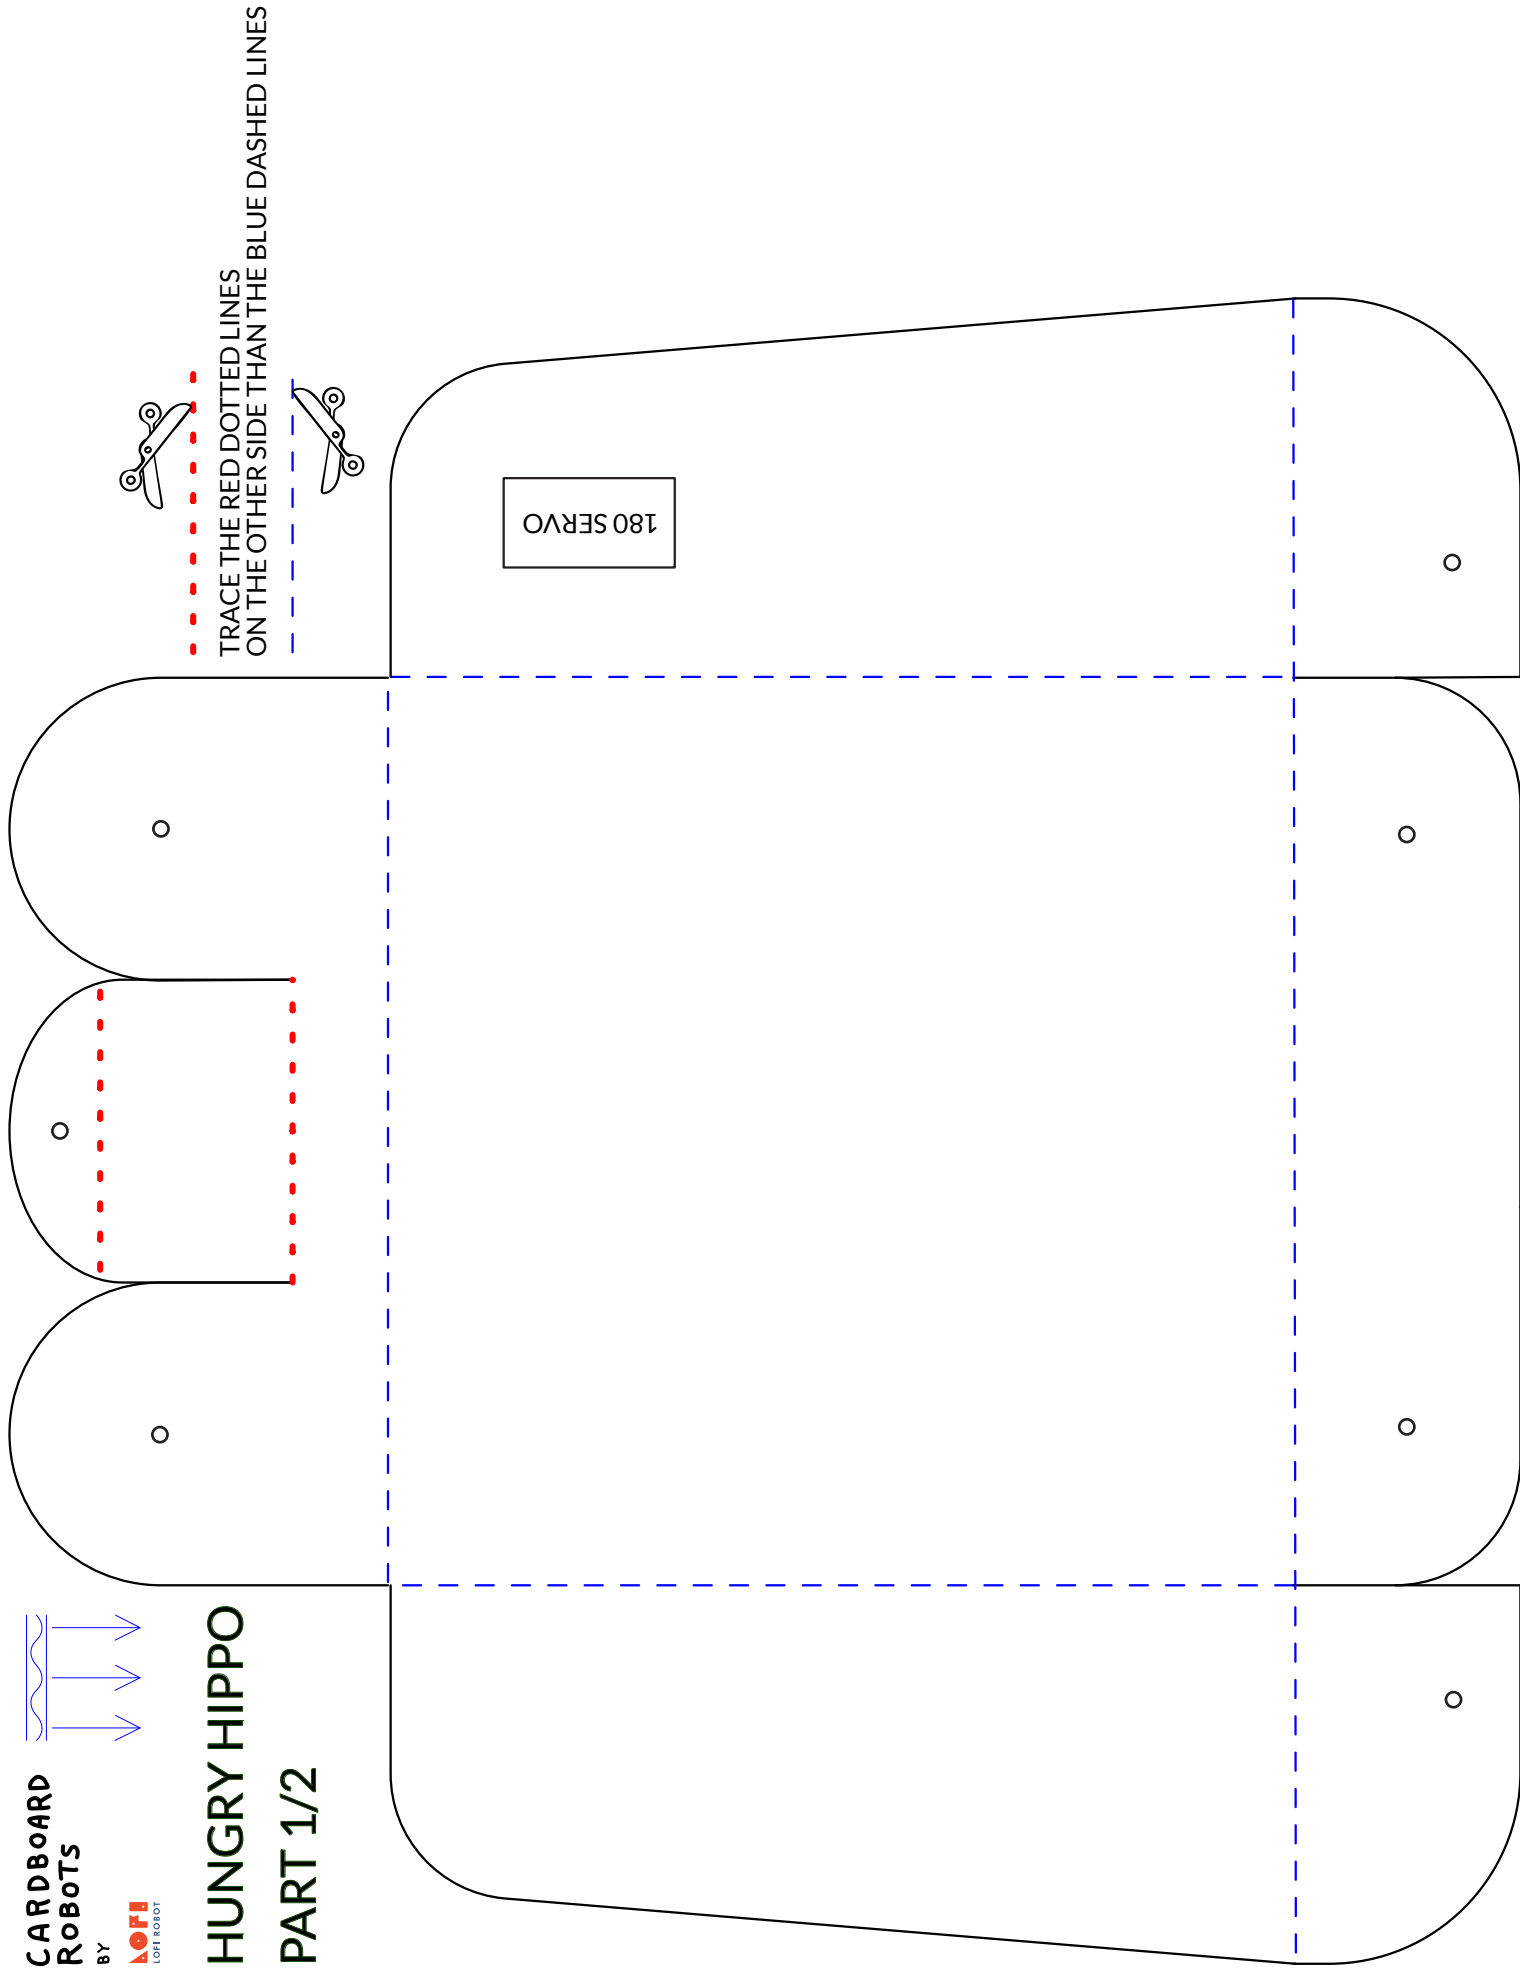 CARDBOARD
ROBOTS
BY
LOFI
LOFI ROBOT
HUNGRY HIPPO
PART 1/2
TRACE THE RED DOTTED LINES
ON THE OTHER SIDE THAN THE BLUE DASHED LINES
180 SERVO